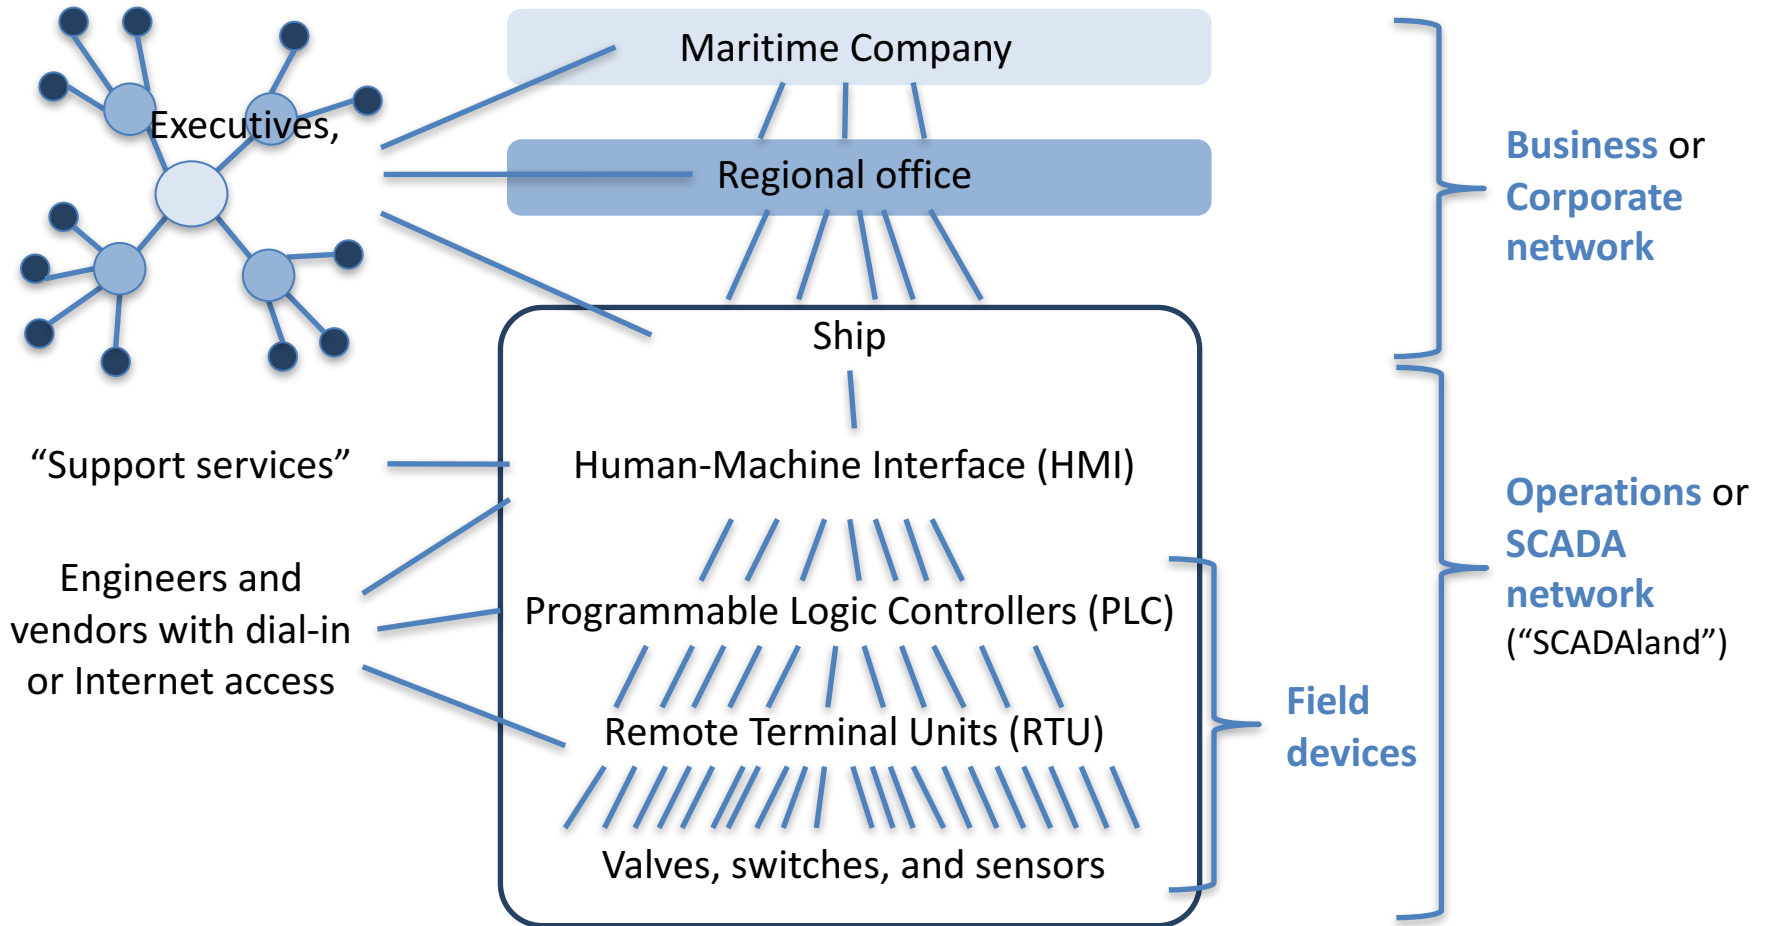 Maritime Company
Executives,
Regional office
Business or
Corporate
network
Ship
“Support services”
Human-Machine Interface (HMI)
Operations or
SCADA
network
(“SCADAland”)
Engineers and
vendors with dial-in
or Internet access
Programmable Logic Controllers (PLC)
Remote Terminal Units (RTU)
Field
devices
Valves, switches, and sensors